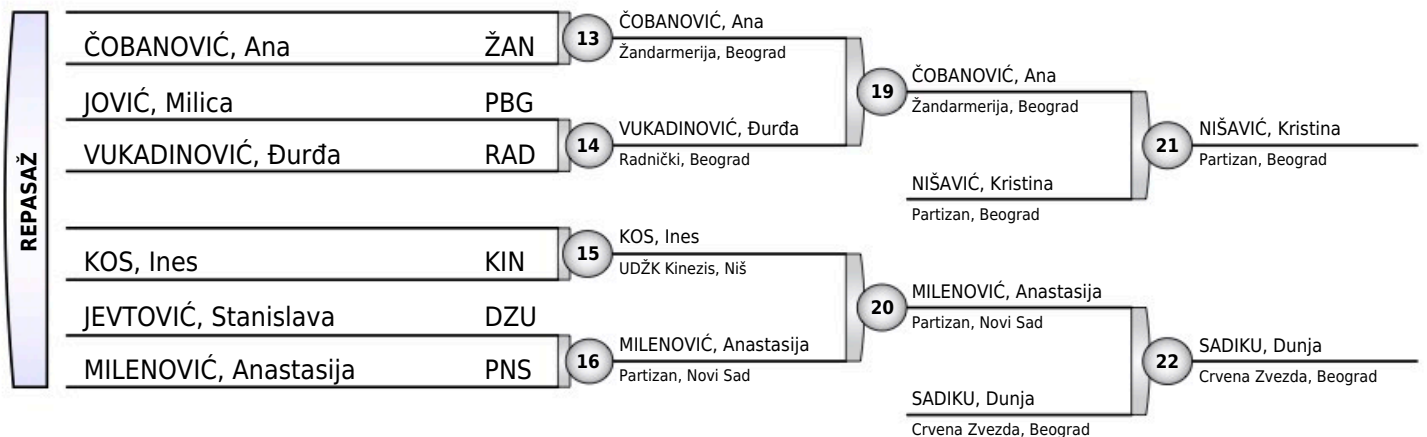 REPASAŽ
ČOBANOVIĆ, Ana ŽAN
JOVIĆ, Milica PBG
VUKADINOVIĆ, Đurđa RAD
KOS, Ines KIN
JEVTOVIĆ, Stanislava DZU
MILENOVIĆ, Anastasija PNS
13
ČOBANOVIĆ, Ana
Žandarmerija, Beograd
14
VUKADINOVIĆ, Đurđa
Radnički, Beograd
15
KOS, Ines
UDŽK Kinezis, Niš
16
MILENOVIĆ, Anastasija
Partizan, Novi Sad
19
ČOBANOVIĆ, Ana
Žandarmerija, Beograd
NIŠAVIĆ, Kristina
Partizan, Beograd
20
MILENOVIĆ, Anastasija
Partizan, Novi Sad
SADIKU, Dunja
Crvena Zvezda, Beograd
21
NIŠAVIĆ, Kristina
Partizan, Beograd
22
SADIKU, Dunja
Crvena Zvezda, Beograd